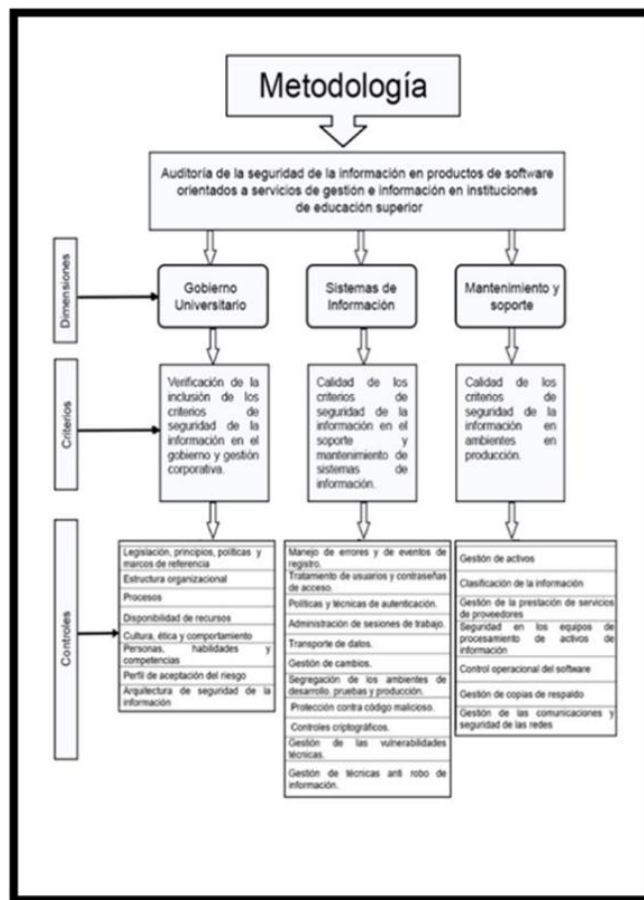 Metodología
Auditoría de la seguridad de la información en productos de software
orientados a servicios de gestión e información en instituciones
de educación superior
Dimensiones
Gobierno
Universitario
Sistemas de
Información
Mantenimiento y
soporte
Criterios
Verificación de la
inclusión de los
criterios de
seguridad de la
información en el
gobierno y gestión
corporativa.
Calidad de los
criterios de
seguridad de la
información en el
soporte y
mantenimiento de
sistemas de
información.
Calidad de los
criterios de
seguridad de la
información en
ambientes en
producción.
Controles
Legislación, principios, políticas y
marcos de referencia
Estructura organizacional
Procesos
Disponibilidad de recursos
Cultura, ética y comportamiento
Personas, habilidades y
competencias
Perfil de aceptación del riesgo
Arquitectura de seguridad de la
información
Manejo de errores y de eventos de
registro.
Tratamiento de usuarios y contraseñas
de acceso.
Políticas y técnicas de autenticación.
Administración de sesiones de trabajo.
Transporte de datos.
Gestión de cambios.
Segregación de los ambientes de
desarrollo, pruebas y producción.
Protección contra código malicioso.
Controles criptográficos.
Gestión de las vulnerabilidades
técnicas.
Gestión de técnicas anti robo de
información.
Gestión de activos
Clasificación de la información
Gestión de la prestación de servicios
de proveedores
Seguridad en los equipos de
procesamiento de activos de
información
Control operacional del software
Gestión de copias de respaldo
Gestión de las comunicaciones y
seguridad de las redes